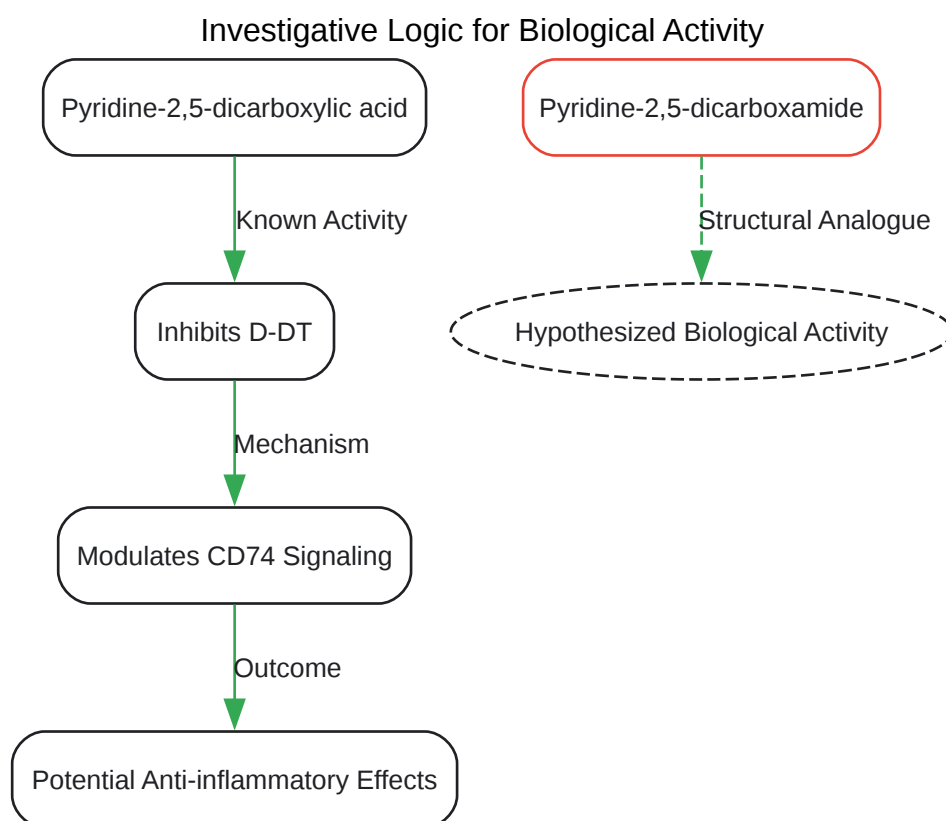 Investigative Logic for Biological Activity
Pyridine-2,5-dicarboxylic acid
Pyridine-2,5-dicarboxamide
Known Activity
Structural Analogue
Inhibits D-DT
Hypothesized Biological Activity
Mechanism
Modulates CD74 Signaling
Outcome
Potential Anti-inflammatory Effects